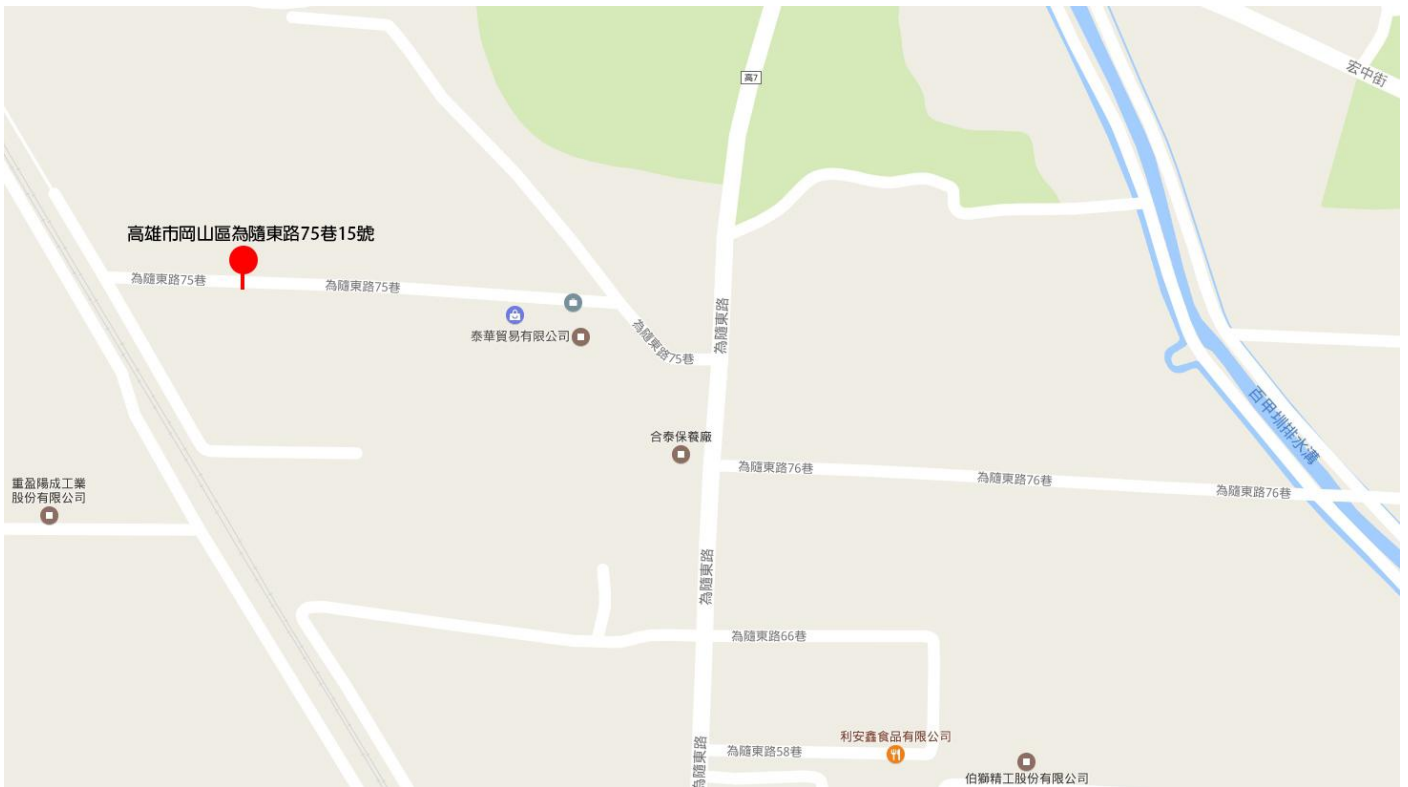 高7
宏中街
高雄市岡山區為隨東路75巷15號
為隨東路75巷
為隨東路75巷
泰華貿易有限公司
為隨東路75巷
為隨東路
百甲圳排水溝
合泰保養廠
為隨東路76巷
為隨東路76巷
為隨東路76巷
重盈陽成工業
股份有限公司
為隨東路
為隨東路66巷
為隨東路
為隨東路58巷
利安鑫食品有限公司
伯獅精工股份有限公司